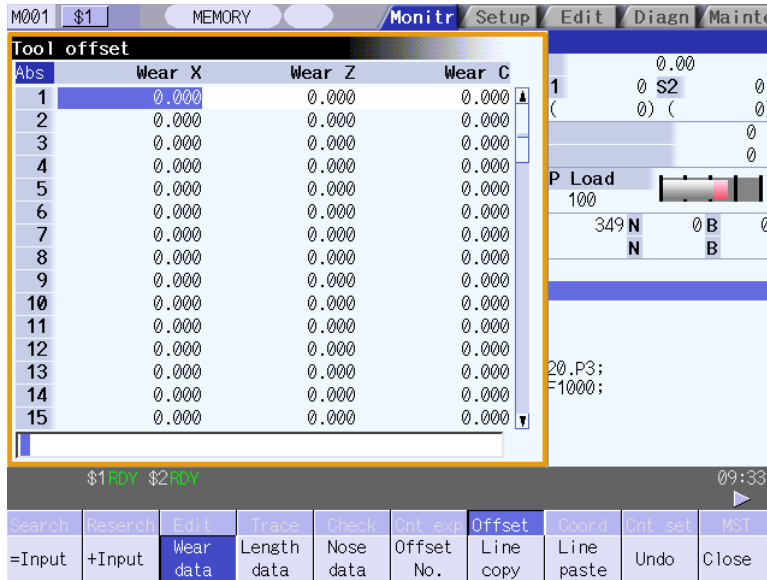 M001 $1 MEMORY Monitr Setup Edit Diagn Mainte
Tool offset
Abs Wear X Wear Z Wear C
1 0.000 0.000 0.000
2 0.000 0.000 0.000
3 0.000 0.000 0.000
4 0.000 0.000 0.000
5 0.000 0.000 0.000
6 0.000 0.000 0.000
7 0.000 0.000 0.000
8 0.000 0.000 0.000
9 0.000 0.000 0.000
10 0.000 0.000 0.000
11 0.000 0.000 0.000
12 0.000 0.000 0.000
13 0.000 0.000 0.000
14 0.000 0.000 0.000
15 0.000 0.000 0.000
0.00
1 0 S2 0
( 0) ( 0)
0
0
P Load
100
349 N 0 B 0
N B
20.P3;
F1000;
$1 RDY $2 RDY 09:33
Search Reserch Edit Trace Check Cnt exp Offset Coord Cnt set MST
=Input +Input Wear data Length data Nose data Offset No. Line copy Line paste Undo Close